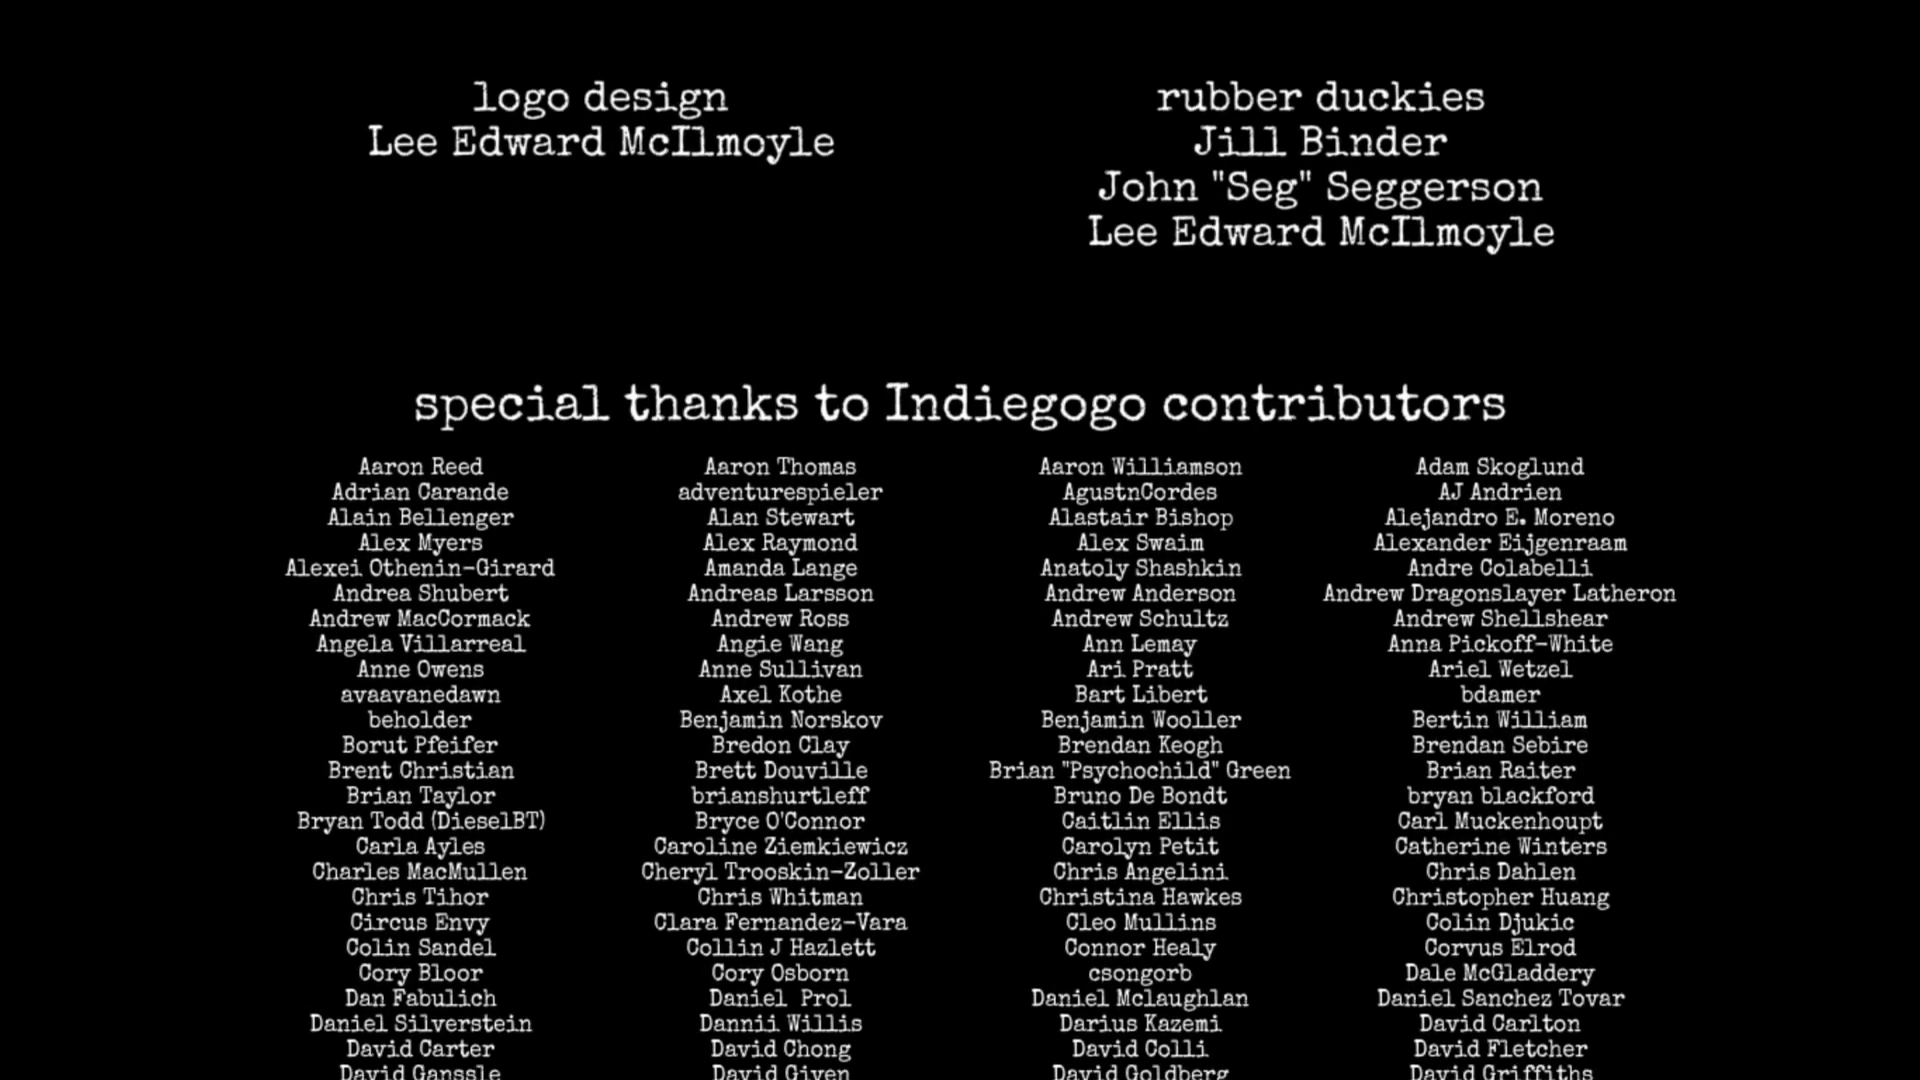 logo design
Lee Edward McIlmoyle
rubber duckies
Jill Binder
John "Seg" Seggerson
Lee Edward McIlmoyle
special thanks to Indiegogo contributors
Aaron Reed Aaron Thomas Aaron Williamson Adam Skoglund
Adrian Carande adventurespieler AgustnCordes AJ Andrien
Alain Bellenger Alan Stewart Alastair Bishop Alejandro E. Moreno
Alex Myers Alex Raymond Alex Swaim Alexander Eijgenraam
Alexei Othenin-Girard Amanda Lange Anatoly Shashkin Andre Colabelli
Andrea Shubert Andreas Larsson Andrew Anderson Andrew Dragonslayer Latheron
Andrew MacCormack Andrew Ross Andrew Schultz Andrew Shellshear
Angela Villarreal Angie Wang Ann Lemay Anna Pickoff-White
Anne Owens Anne Sullivan Ari Pratt Ariel Wetzel
avaavanedawn Axel Kothe Bart Libert bdamer
beholder Benjamin Norskov Benjamin Wooller Bertin William
Borut Pfeifer Bredon Clay Brendan Keogh Brendan Sebire
Brent Christian Brett Douville Brian "Psychochild" Green Brian Raiter
Brian Taylor brianshurtleff Bruno De Bondt bryan blackford
Bryan Todd (DieselBT) Bryce O'Connor Caitlin Ellis Carl Muckenhoupt
Carla Ayles Caroline Ziemkiewicz Carolyn Petit Catherine Winters
Charles MacMullen Cheryl Trooskin-Zoller Chris Angelini Chris Dahlen
Chris Tihor Chris Whitman Christina Hawkes Christopher Huang
Circus Envy Clara Fernandez-Vara Cleo Mullins Colin Djukic
Colin Sandel Collin J Hazlett Connor Healy Corvus Elrod
Cory Bloor Cory Osborn csongorb Dale McGladdery
Dan Fabulich Daniel Prol Daniel Mclaughlan Daniel Sanchez Tovar
Daniel Silverstein Dannii Willis Darius Kazemi David Carlton
David Carter David Chong David Colli David Fletcher
David Ganssle David Given David Goldberg David Griffiths